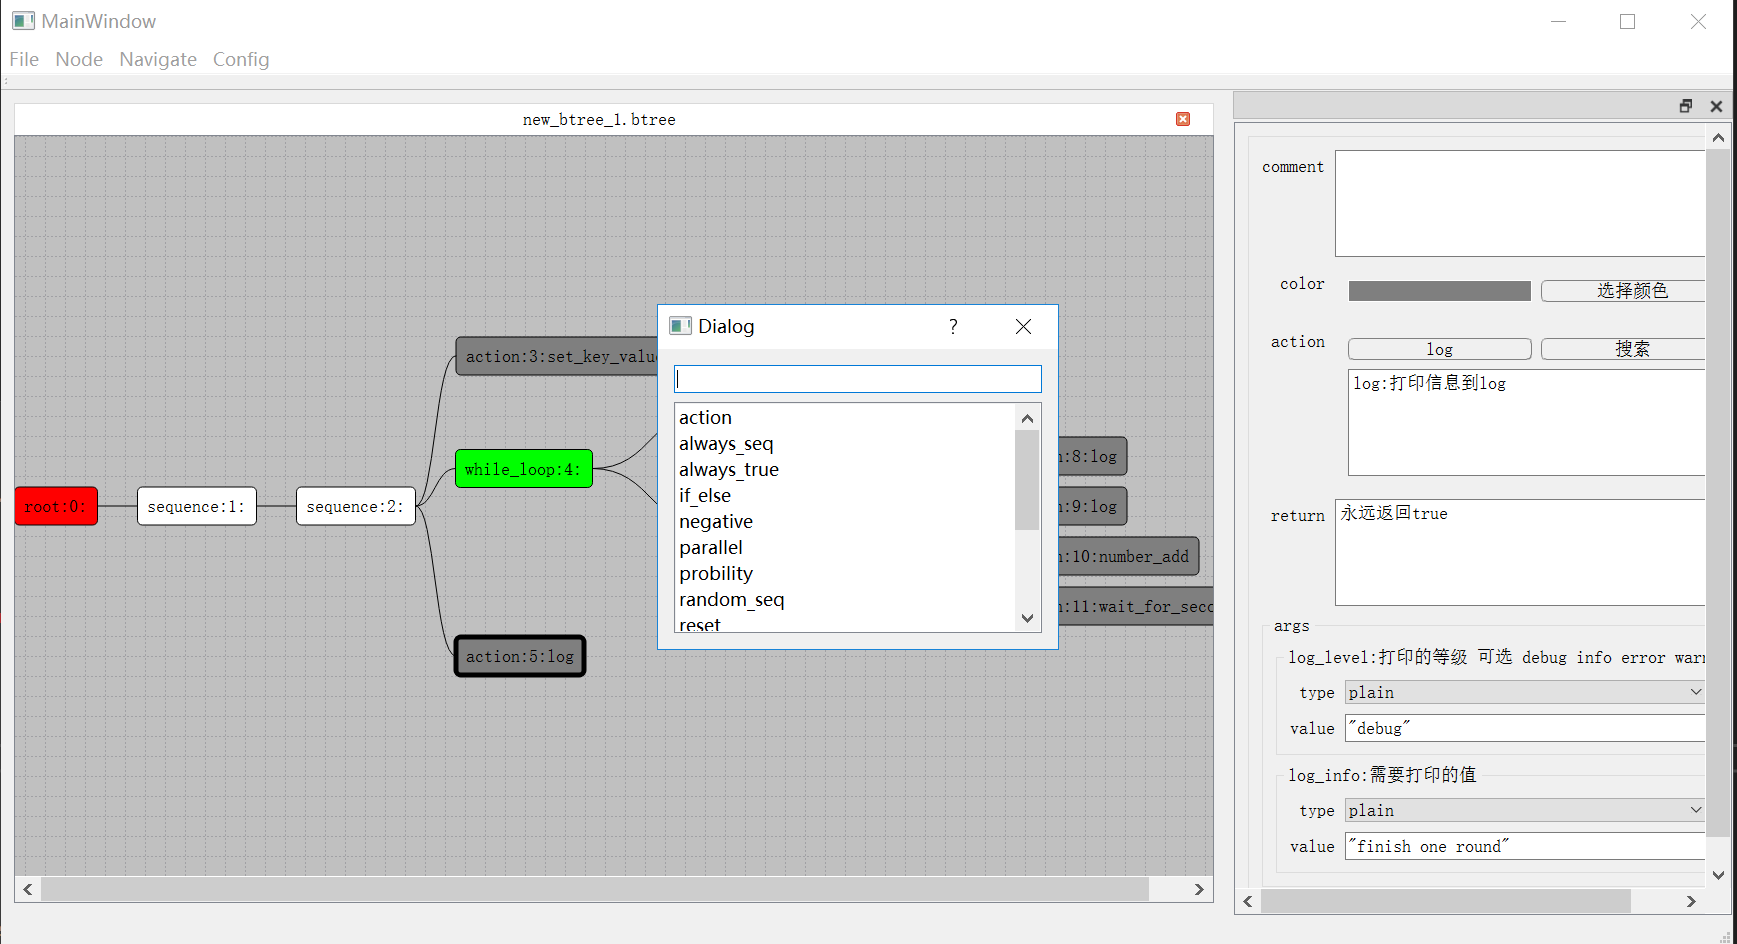 MainWindow
File Node Navigate Config
new_btree_1.btree
root:0:
sequence:1:
sequence:2:
action:3:set_key_valu
while_loop:4:
action:5:log
Dialog
?
action
always_seq
always_true
if_else
negative
parallel
probility
random_seq
reset
:8:log
:9:log
:10:number_add
:11:wait_for_seco
comment
color
选择颜色
action
log
搜索
log:打印信息到log
return
永远返回true
args
log_level:打印的等级 可选 debug info error warn
type
plain
value
"debug"
log_info:需要打印的值
type
plain
value
"finish one round"